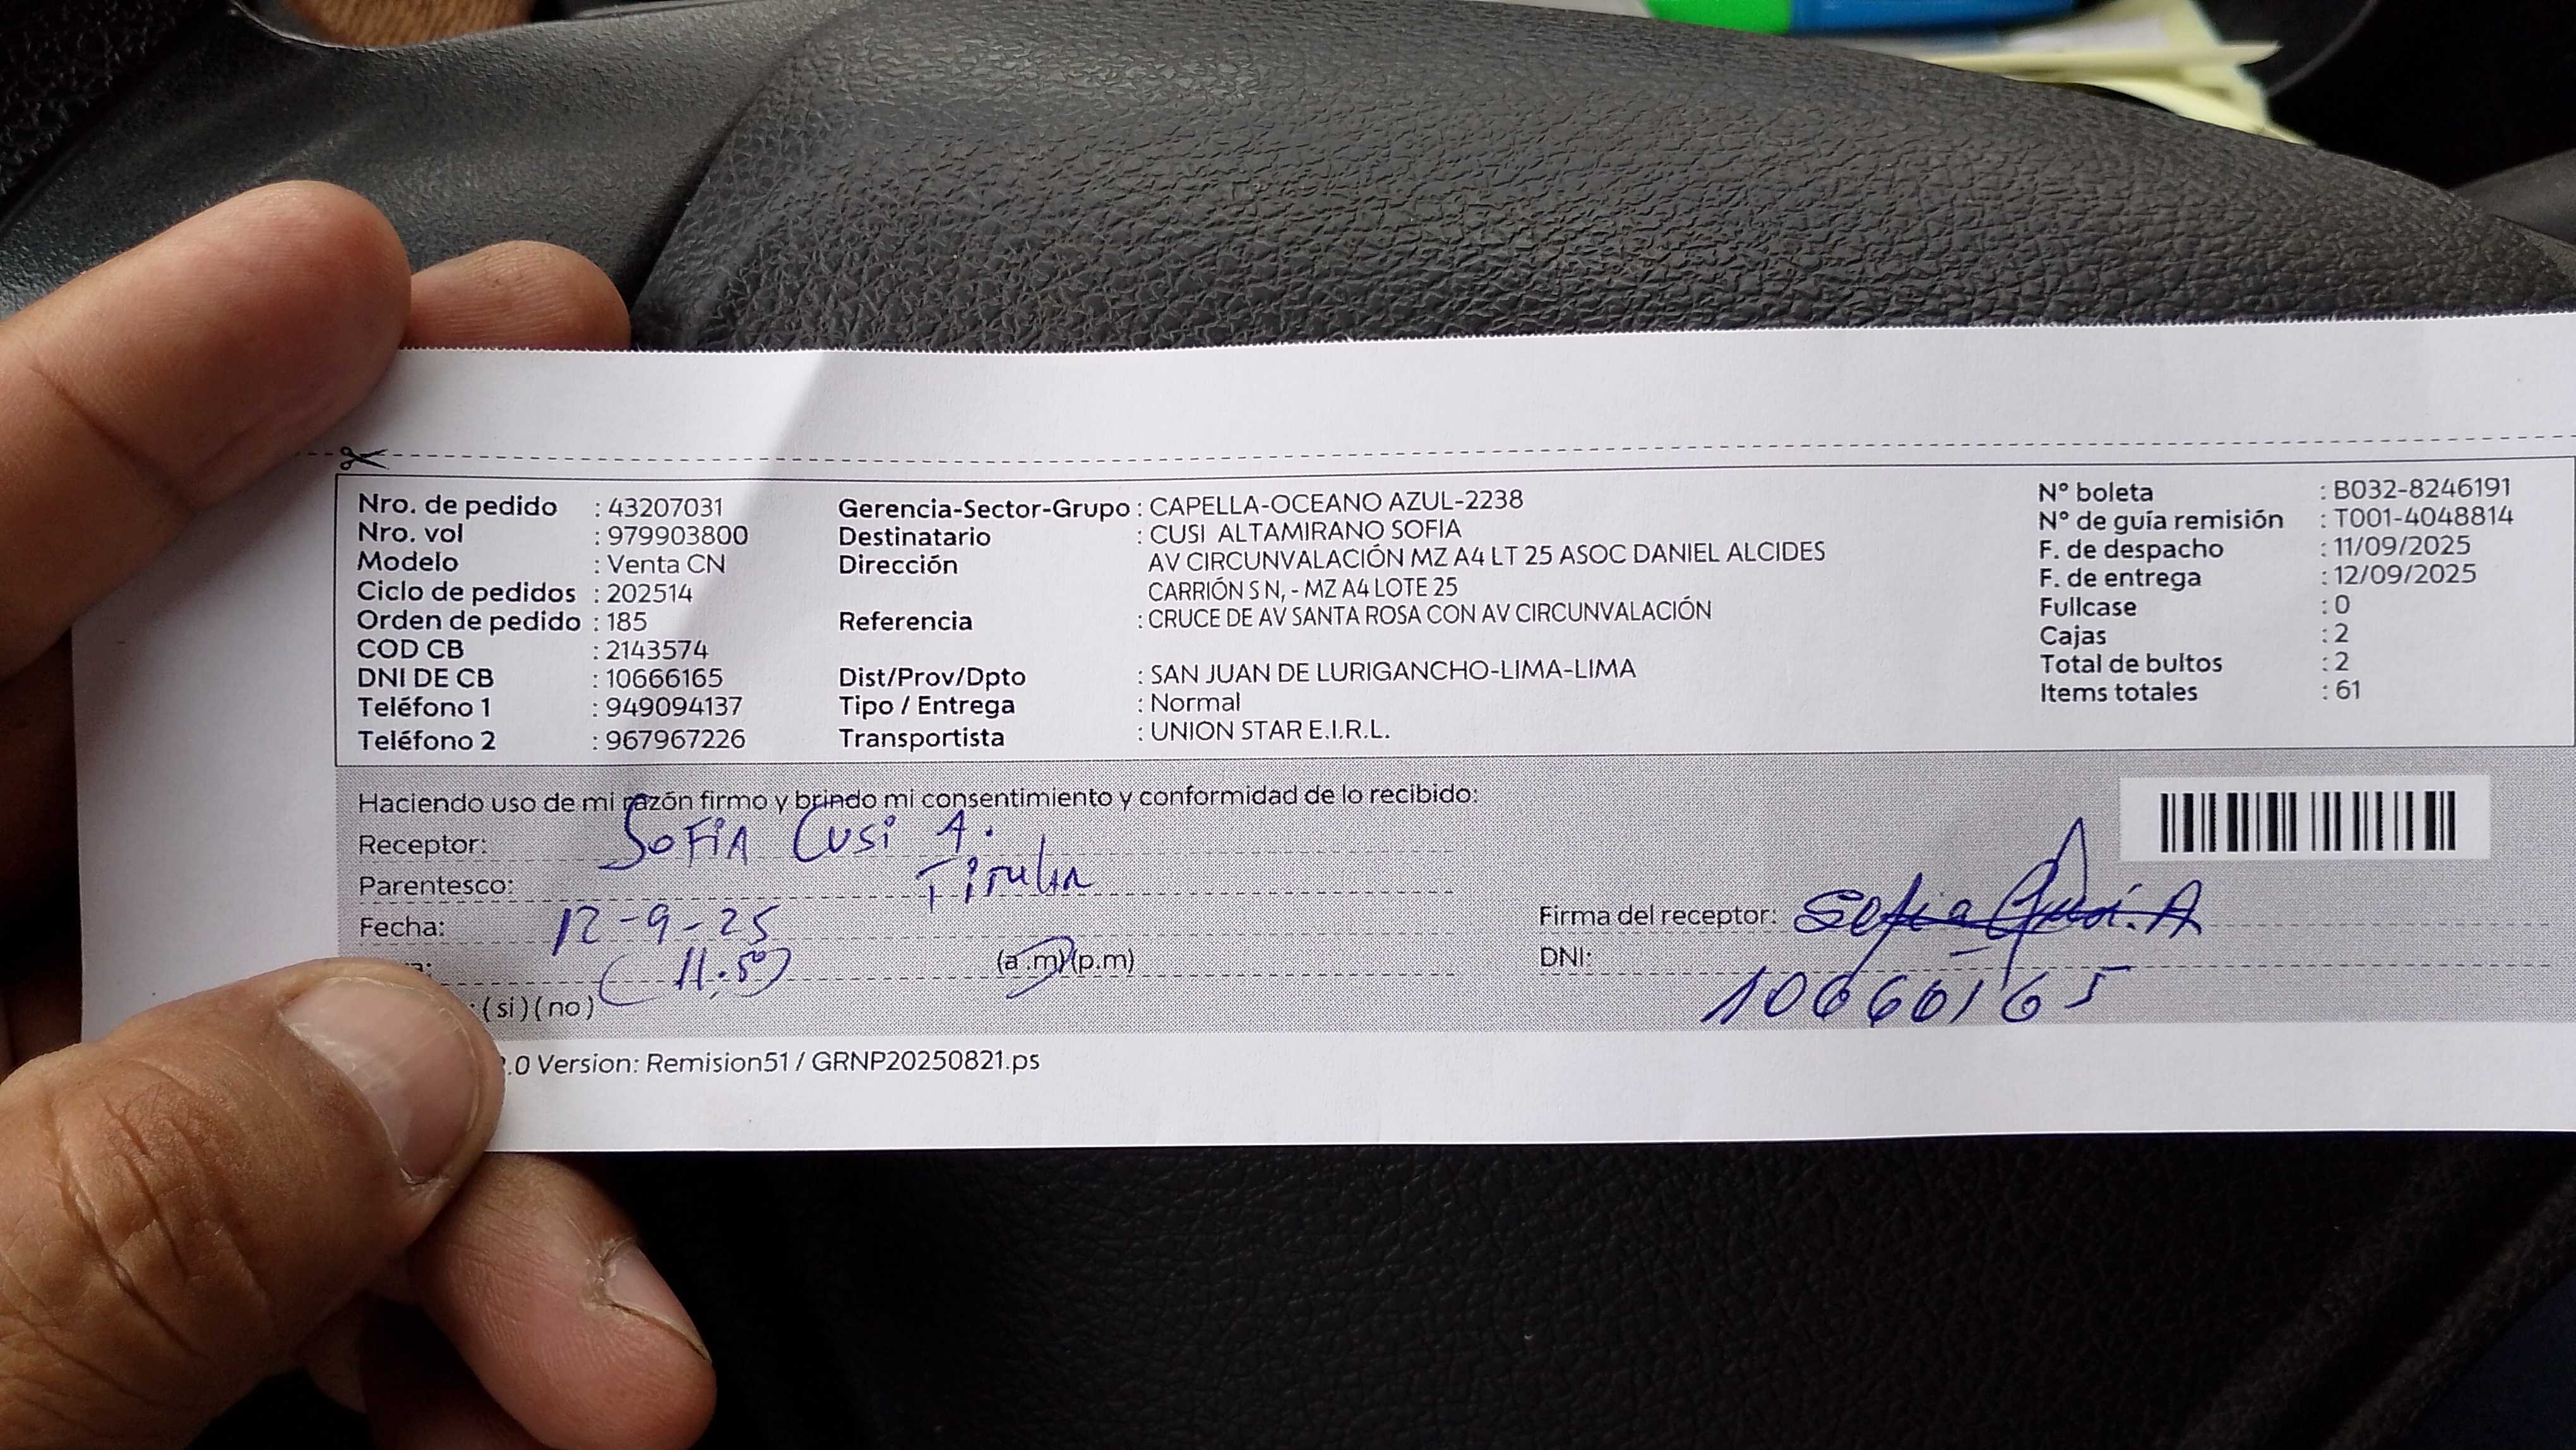 Nro. de pedido : 43207031 Gerencia-Sector-Grupo : CAPELLA-OCEANO AZUL-2238 N° boleta : B032-8246191
Nro. vol : 979903800 Destinatario : CUSI ALTAMIRANO SOFIA N° de guía remisión : T001-4048814
Modelo : Venta CN Dirección AV CIRCUNVALACIÓN MZ A4 LT 25 ASOC DANIEL ALCIDES F. de despacho : 11/09/2025
Ciclo de pedidos : 202514 CARRIÓN S N, - MZ A4 LOTE 25 F. de entrega : 12/09/2025
Orden de pedido : 185 Referencia : CRUCE DE AV SANTA ROSA CON AV CIRCUNVALACIÓN Fullcase : 0
COD CB : 2143574 Cajas : 2
DNI DE CB : 10666165 Dist/Prov/Dpto : SAN JUAN DE LURIGANCHO-LIMA-LIMA Total de bultos : 2
Teléfono 1 : 949094137 Tipo / Entrega : Normal Items totales : 61
Teléfono 2 : 967967226 Transportista : UNION STAR E.I.R.L.
Haciendo uso de mi razón firmo y brindo mi consentimiento y conformidad de lo recibido:
Receptor: SOFIA CUSI A.
Parentesco: Titular
Fecha: 12-9-25 Firma del receptor: Sofia Cusi. A
(11.50) (a .m)(p.m) DNI: 10666165
: ( si ) ( no )
.0 Version: Remision51 / GRNP20250821.ps